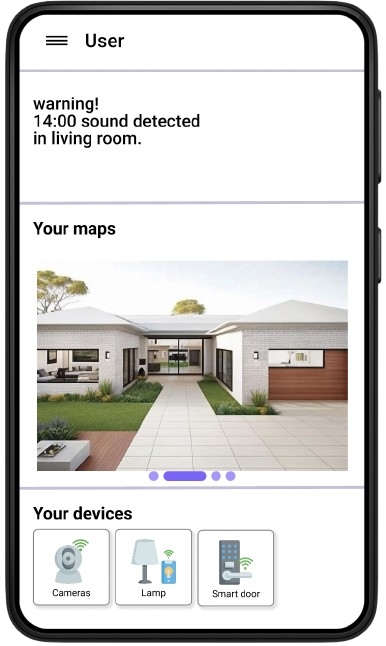 User
warning!
14:00 sound detected
in living room.
Your maps
Your devices
Cameras
Lamp
Smart door